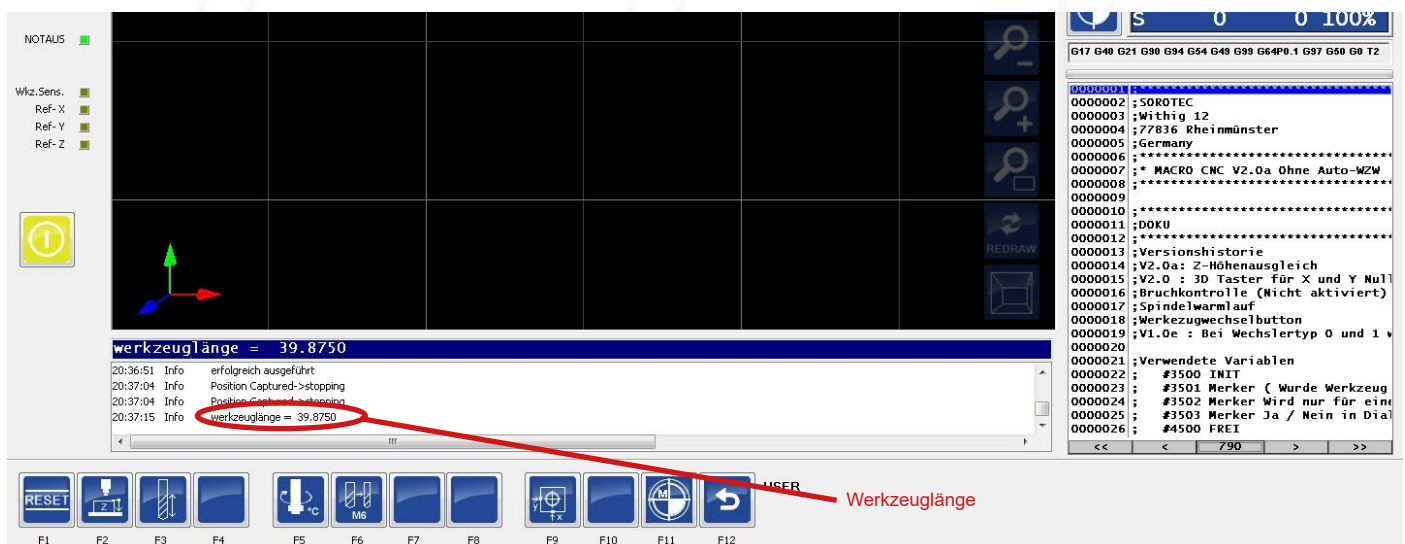 S 0 0 100%
NOTAUS
G17 G40 G21 G90 G94 G54 G49 G99 G64P0.1 G97 G50 G0 T2
Wkz.Sens.
Ref- X
Ref- Y
Ref- Z
REDRAW
0000001 ;**********************************
0000002 ;SOROTEC
0000003 ;Withig 12
0000004 ;77836 Rheinmünster
0000005 ;Germany
0000006 ;**********************************
0000007 ;* MACRO CNC V2.0a Ohne Auto-WZW
0000008 ;**********************************
0000009
0000010 ;**********************************
0000011 ;DOKU
0000012 ;**********************************
0000013 ;Versionshistorie
0000014 ;V2.0a: Z-Höhenausgleich
0000015 ;V2.0 : 3D Taster für X und Y Null
0000016 ;Bruchkontrolle (Nicht aktiviert)
0000017 ;Spindelwarmlauf
0000018 ;Werkezugwechselbutton
0000019 ;V1.0e : Bei Wechslertyp 0 und 1 w
0000020
0000021 ;Verwendete Variablen
0000022 ; #3500 INIT
0000023 ; #3501 Merker ( Wurde Werkzeug
0000024 ; #3502 Merker Wird nur für eine
0000025 ; #3503 Merker Ja / Nein in Dial
0000026 ; #4500 FREI
<< < 790 > >>
werkzeuglänge = 39.8750
20:36:51 Info erfolgreich ausgeführt
20:37:04 Info Position Captured->stopping
20:37:04 Info Position Captured->stopping
20:37:15 Info werkzeuglänge = 39.8750
RESET Z °C M6 y x M USER
Werkzeuglänge
F1 F2 F3 F4 F5 F6 F7 F8 F9 F10 F11 F12